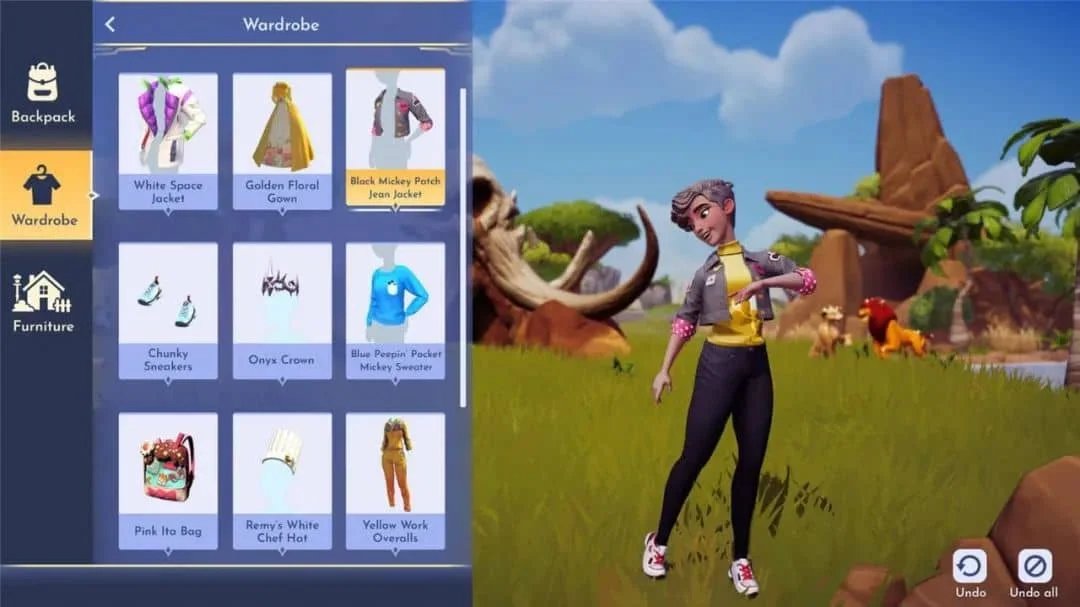 Wardrobe
Backpack
Wardrobe
Furniture
White Space
Jacket
Golden Floral
Gown
Black Mickey Patch
Jean Jacket
Chunky
Sneakers
Onyx Crown
Blue Peepin' Pocket
Mickey Sweater
Pink Ita Bag
Remy's White
Chef Hat
Yellow Work
Overalls
Undo
Undo all